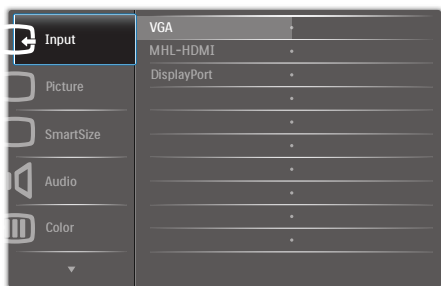 Input
Picture
SmartSize
Audio
Color
VGA
MHL-HDMI
DisplayPort